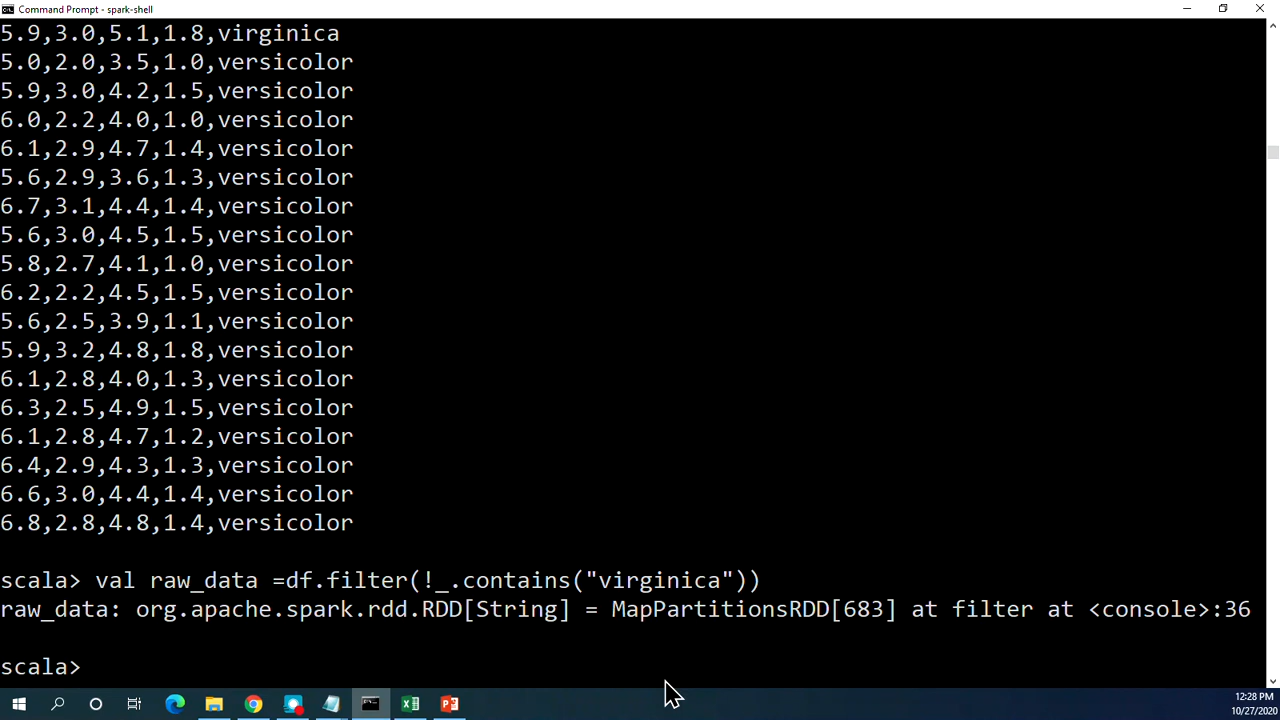 Command Prompt - spark-shell
5.9,3.0,5.1,1.8,virginica
5.0,2.0,3.5,1.0,versicolor
5.9,3.0,4.2,1.5,versicolor
6.0,2.2,4.0,1.0,versicolor
6.1,2.9,4.7,1.4,versicolor
5.6,2.9,3.6,1.3,versicolor
6.7,3.1,4.4,1.4,versicolor
5.6,3.0,4.5,1.5,versicolor
5.8,2.7,4.1,1.0,versicolor
6.2,2.2,4.5,1.5,versicolor
5.6,2.5,3.9,1.1,versicolor
5.9,3.2,4.8,1.8,versicolor
6.1,2.8,4.0,1.3,versicolor
6.3,2.5,4.9,1.5,versicolor
6.1,2.8,4.7,1.2,versicolor
6.4,2.9,4.3,1.3,versicolor
6.6,3.0,4.4,1.4,versicolor
6.8,2.8,4.8,1.4,versicolor
scala> val raw_data =df.filter(!_.contains("virginica"))
raw_data: org.apache.spark.rdd.RDD[String] = MapPartitionsRDD[683] at filter at <console>:36
scala>
12:28 PM
10/27/2020